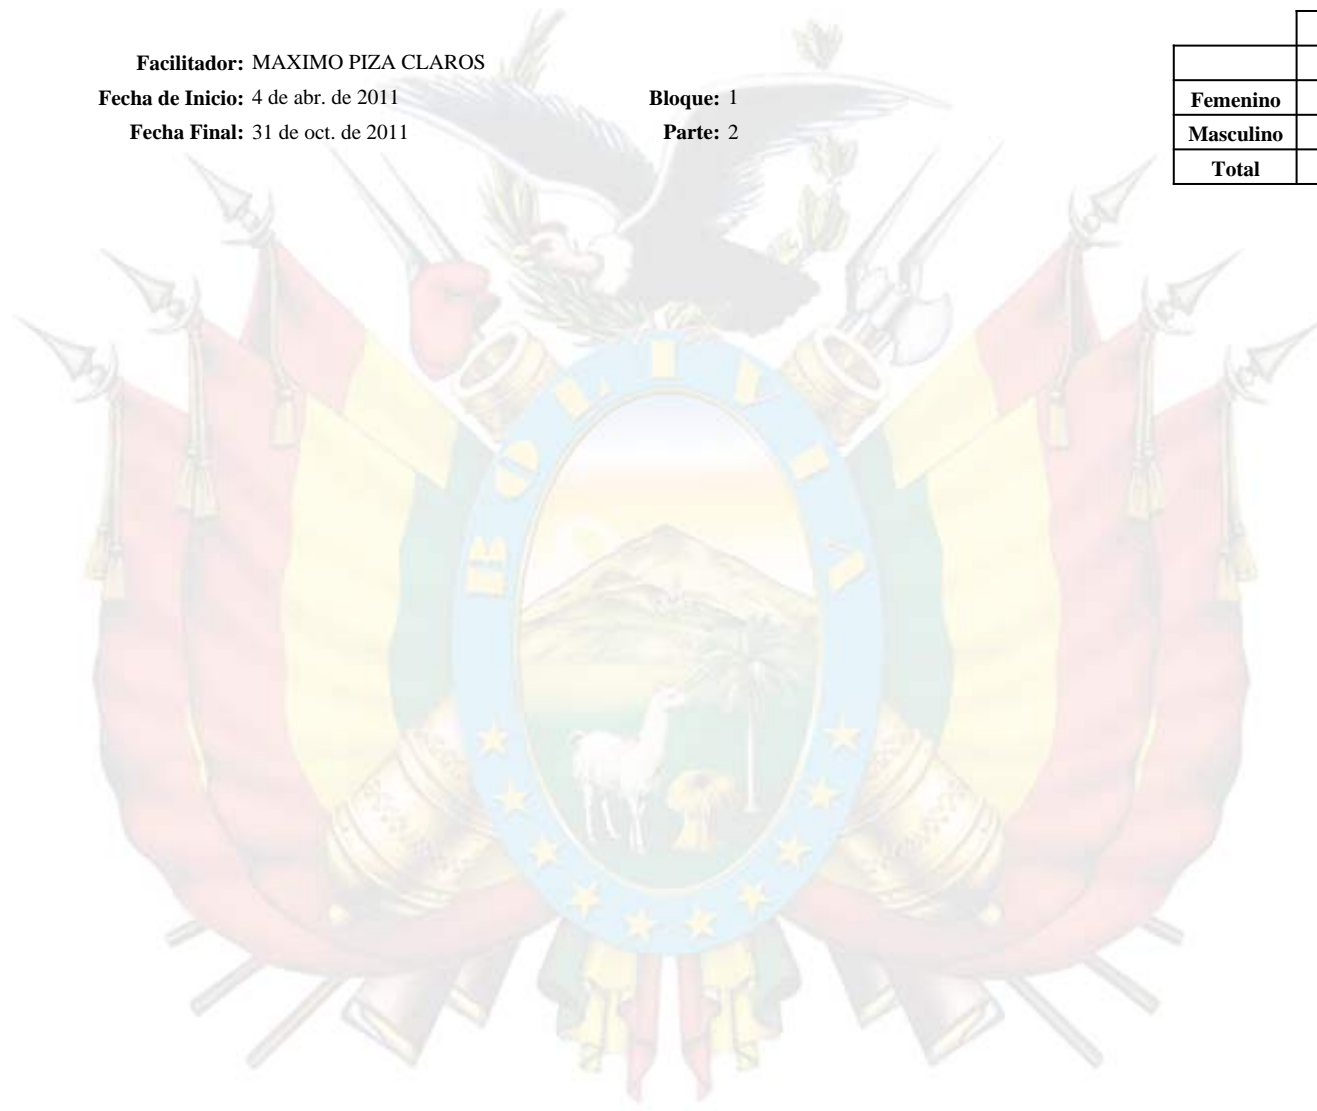 Facilitador: MAXIMO PIZA CLAROS
Fecha de Inicio: 4 de abr. de 2011 Bloque: 1
Fecha Final: 31 de oct. de 2011 Parte: 2
Femenino
Masculino
Total
BOLIVIA